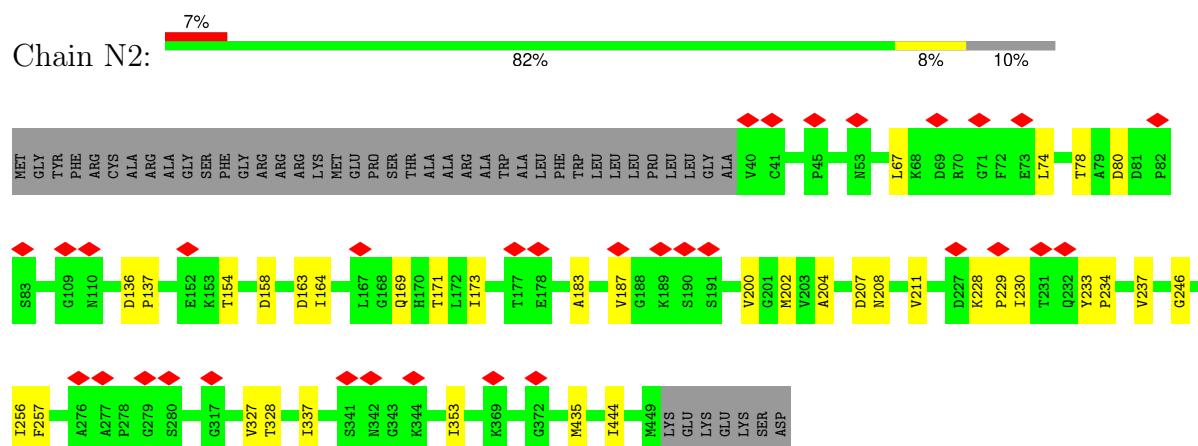 7%
Chain N2:
82% 8% 10%
MET GLY TYR PHE ARG CYS ALA ARG ALA GLY SER PHE GLY ARG ARG ARG LYS MET GLU PRO SER THR ALA ALA ARG ALA TRP ALA LEU PHE TRP LEU LEU LEU LEU PRO LEU LEU LEU GLY ALA V40 C41 P45 N53 L67 K68 D69 R70 G71 F72 E73 L74 T78 A79 D80 D81 P82
S83 G109 N110 D136 P137 E152 K153 T154 D158 D163 I164 L167 G168 Q169 H170 T171 L172 I173 T177 E178 A183 V187 G188 K189 S190 S191 V200 G201 M202 V203 A204 D207 N208 V211 D227 K228 P229 I230 T231 Q232 Y233 P234 V237 G246
I256 F257 A276 A277 P278 G279 S280 G317 V327 T328 I337 S341 N342 G343 K344 I353 K369 G372 M435 I444 M449 LYS GLU LYS GLU LYS SER ASP